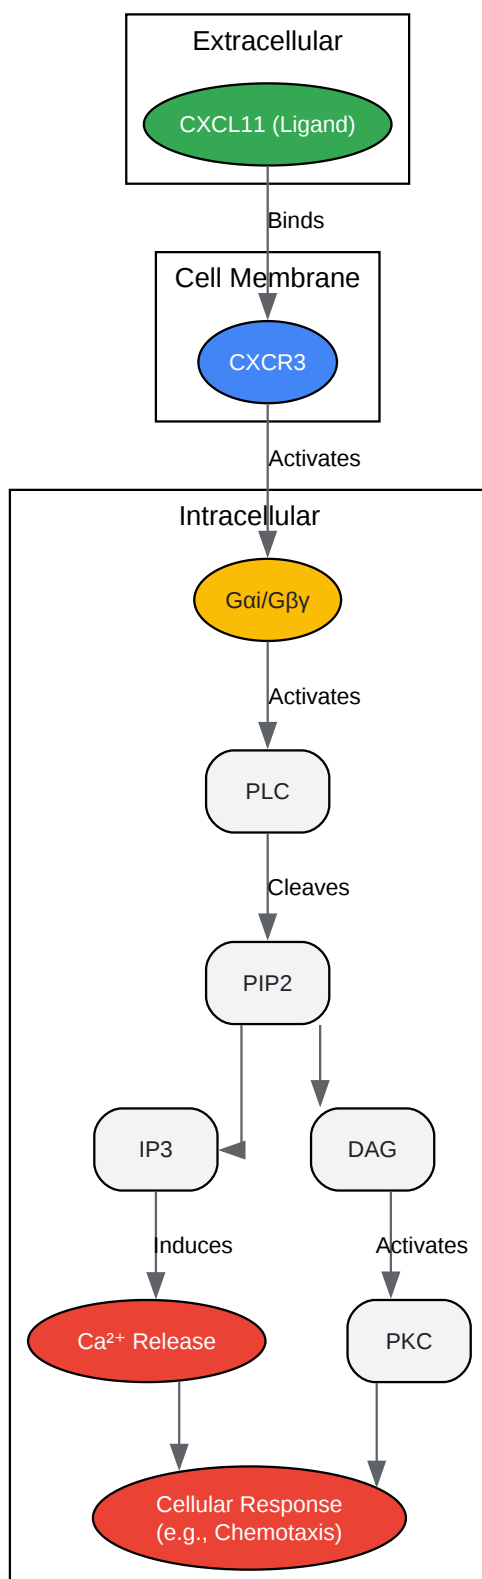 Extracellular
CXCL11 (Ligand)
Binds
Cell Membrane
CXCR3
Activates
Intracellular
Gαi/Gβγ
Activates
PLC
Cleaves
PIP2
IP3
DAG
Induces
Activates
Ca²⁺ Release
PKC
Cellular Response
(e.g., Chemotaxis)